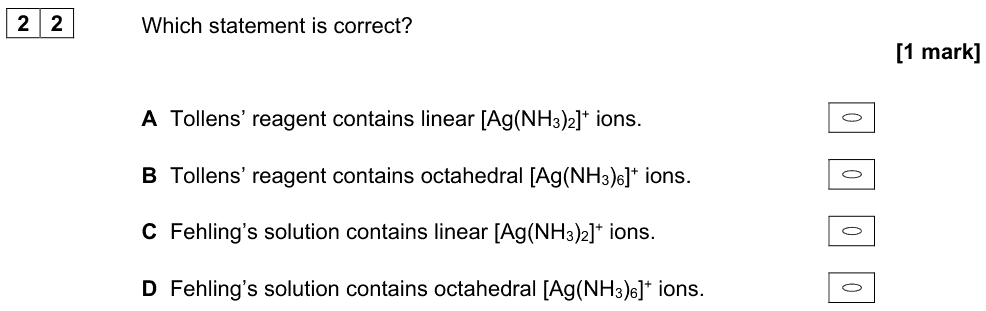 2 2 Which statement is correct?
[1 mark]
A Tollens’ reagent contains linear [Ag(NH₃)₂]⁺ ions.
B Tollens’ reagent contains octahedral [Ag(NH₃)₆]⁺ ions.
C Fehling’s solution contains linear [Ag(NH₃)₂]⁺ ions.
D Fehling’s solution contains octahedral [Ag(NH₃)₆]⁺ ions.